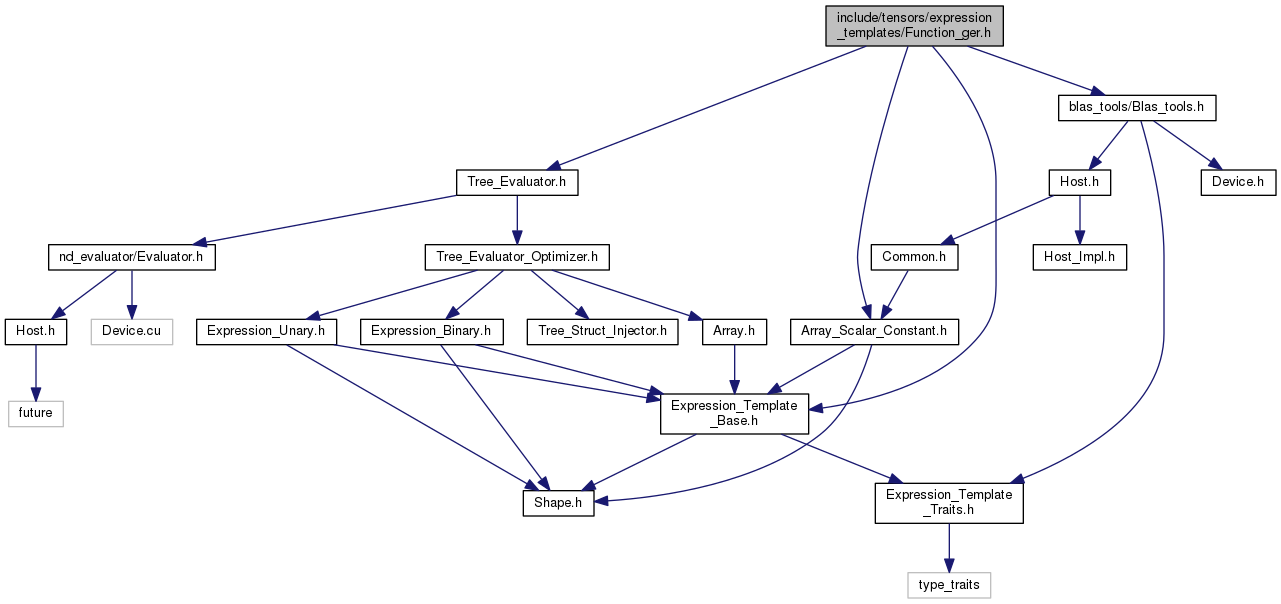 include/tensors/expression
_templates/Function_ger.h
blas_tools/Blas_tools.h
Tree_Evaluator.h
Host.h
Device.h
nd_evaluator/Evaluator.h
Tree_Evaluator_Optimizer.h
Common.h
Host_Impl.h
Host.h
Device.cu
Expression_Unary.h
Expression_Binary.h
Tree_Struct_Injector.h
Array.h
Array_Scalar_Constant.h
future
Expression_Template
_Base.h
Shape.h
Expression_Template
_Traits.h
type_traits